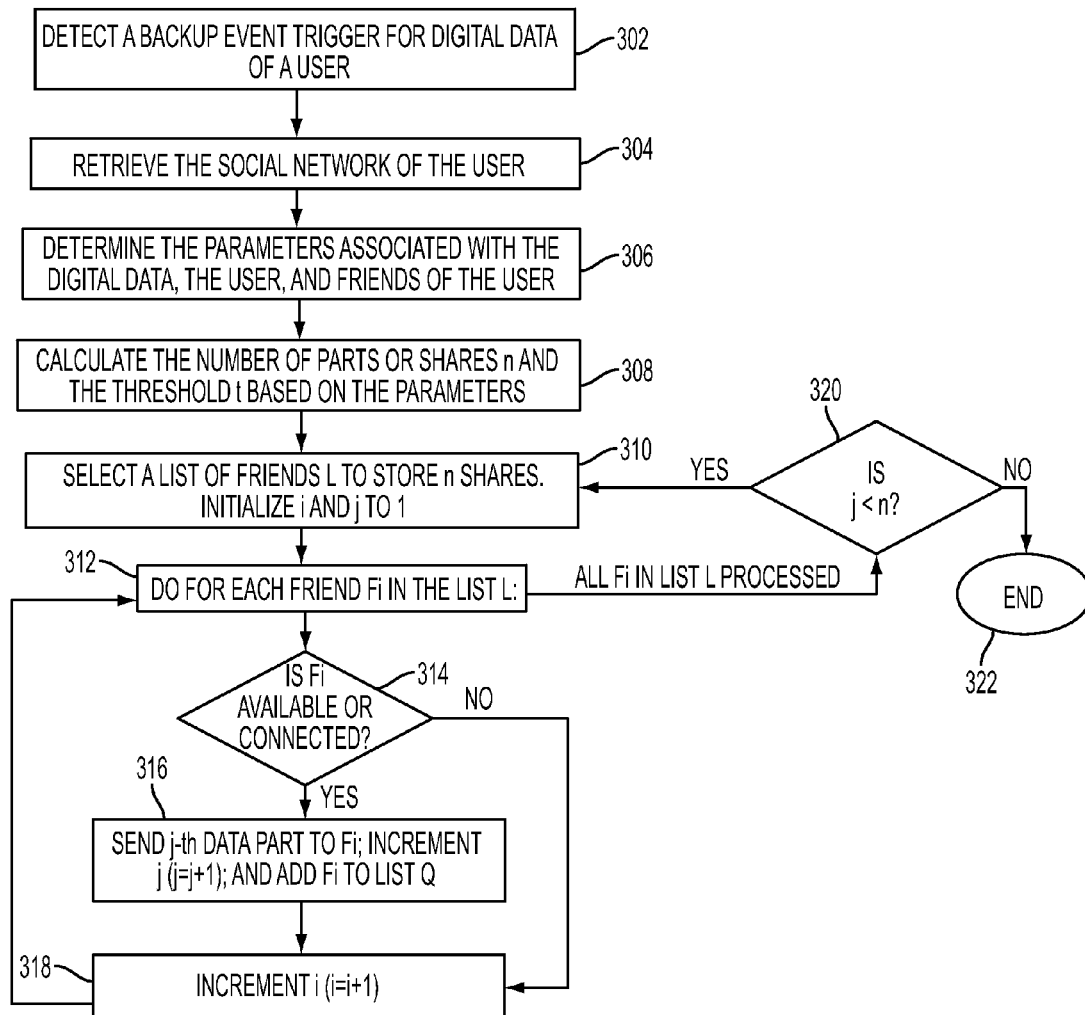 DETECT A BACKUP EVENT TRIGGER FOR DIGITAL DATA
OF A USER
302
RETRIEVE THE SOCIAL NETWORK OF THE USER
304
DETERMINE THE PARAMETERS ASSOCIATED WITH THE
DIGITAL DATA, THE USER, AND FRIENDS OF THE USER
306
CALCULATE THE NUMBER OF PARTS OR SHARES n AND
THE THRESHOLD t BASED ON THE PARAMETERS
308
SELECT A LIST OF FRIENDS L TO STORE n SHARES.
INITIALIZE i AND j TO 1
310
320
YES
IS
j < n?
NO
312
DO FOR EACH FRIEND Fi IN THE LIST L:
ALL Fi IN LIST L PROCESSED
END
322
IS Fi
AVAILABLE OR
CONNECTED?
314
NO
YES
316
SEND j-th DATA PART TO Fi; INCREMENT
j (j=j+1); AND ADD Fi TO LIST Q
318
INCREMENT i (i=i+1)